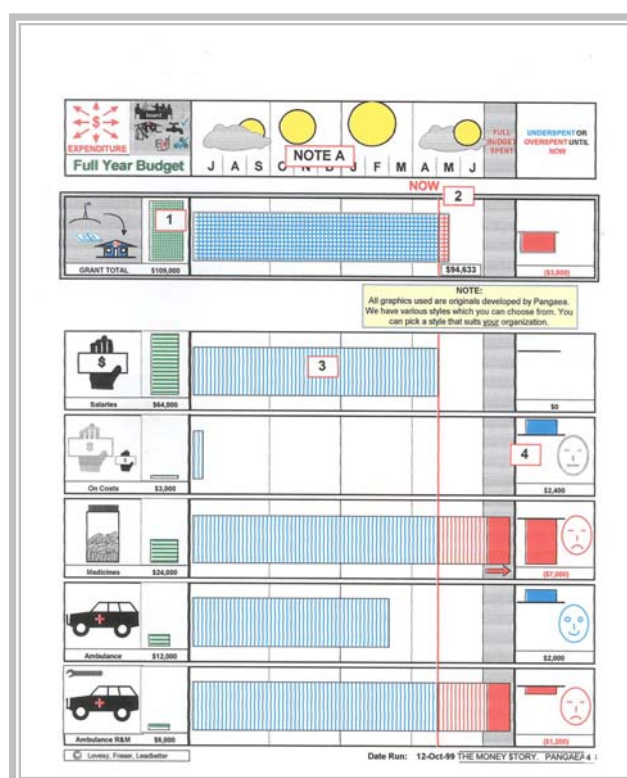 board
$
EXPENDITURE
Full Year Budget
J A S O N D J F M A M J
NOTE A
FULL BUDGET SPENT
UNDERSPENT OR
OVERSPENT UNTIL
NOW
NOW
1
2
GRANT TOTAL
$109,000
$94,633
($3,800)
NOTE:
All graphics used are originals developed by Pangaea.
We have various styles which you can choose from. You
can pick a style that suits your organization.
$
3
Salaries
$64,000
$0
$
$
4
On Costs
$3,000
$2,400
Medicines
$24,000
($7,000)
Ambulance
$12,000
$2,000
Ambulance R&M
$6,000
($1,200)
© Lovesy, Fraser, Leadbetter
Date Run: 12-Oct-99 THE MONEY STORY. PANGAEA 4